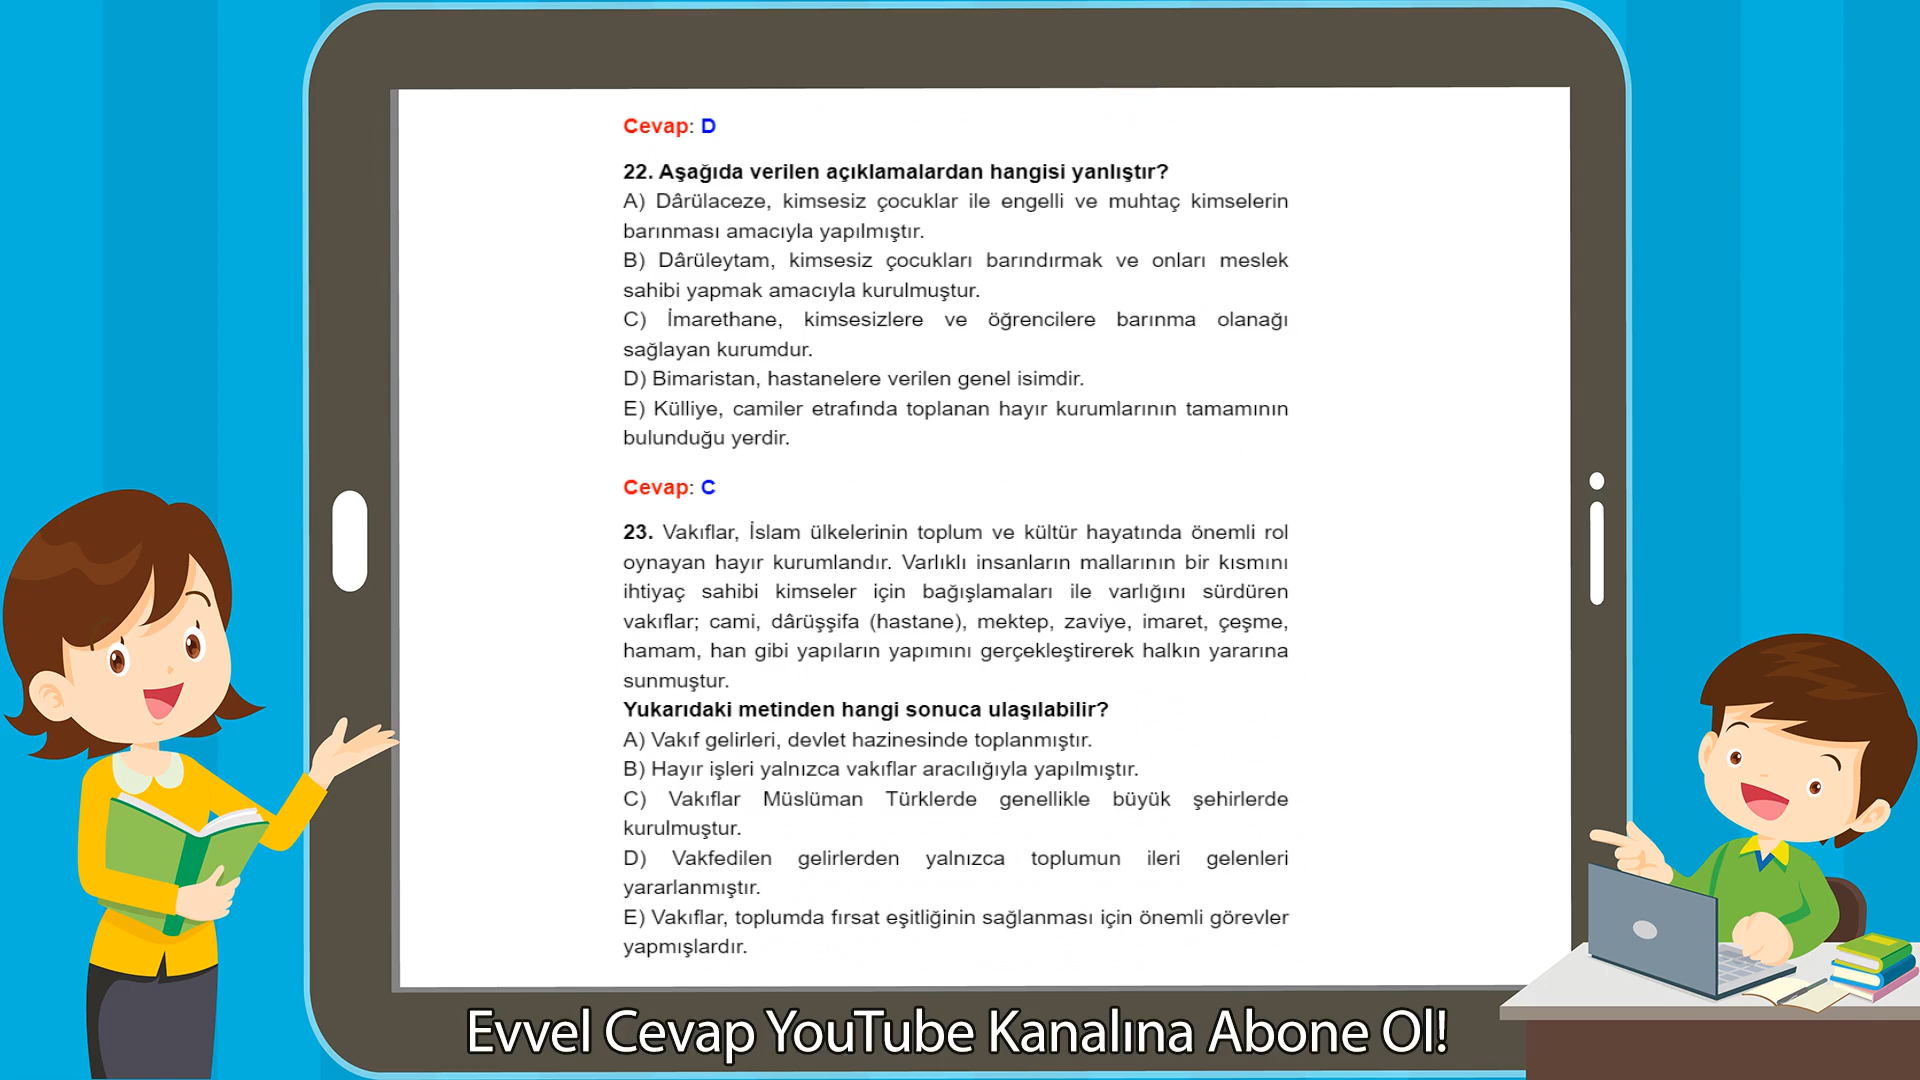 Cevap: D
22. Aşağıda verilen açıklamalardan hangisi yanlıştır?
A) Dârülaceze, kimsesiz çocuklar ile engelli ve muhtaç kimselerin
barınması amacıyla yapılmıştır.
B) Dârüleytam, kimsesiz çocukları barındırmak ve onları meslek
sahibi yapmak amacıyla kurulmuştur.
C) İmarethane, kimsesizlere ve öğrencilere barınma olanağı
sağlayan kurumdur.
D) Bimaristan, hastanelere verilen genel isimdir.
E) Külliye, camiler etrafında toplanan hayır kurumlarının tamamının
bulunduğu yerdir.
Cevap: C
23. Vakıflar, İslam ülkelerinin toplum ve kültür hayatında önemli rol
oynayan hayır kurumlandır. Varlıklı insanların mallarının bir kısmını
ihtiyaç sahibi kimseler için bağışlamaları ile varlığını sürdüren
vakıflar; cami, dârüşşifa (hastane), mektep, zaviye, imaret, çeşme,
hamam, han gibi yapıların yapımını gerçekleştirerek halkın yararına
sunmuştur.
Yukarıdaki metinden hangi sonuca ulaşılabilir?
A) Vakıf gelirleri, devlet hazinesinde toplanmıştır.
B) Hayır işleri yalnızca vakıflar aracılığıyla yapılmıştır.
C) Vakıflar Müslüman Türklerde genellikle büyük şehirlerde
kurulmuştur.
D) Vakfedilen gelirlerden yalnızca toplumun ileri gelenleri
yararlanmıştır.
E) Vakıflar, toplumda fırsat eşitliğinin sağlanması için önemli görevler
yapmışlardır.
Evvel Cevap YouTube Kanalına Abone Ol!